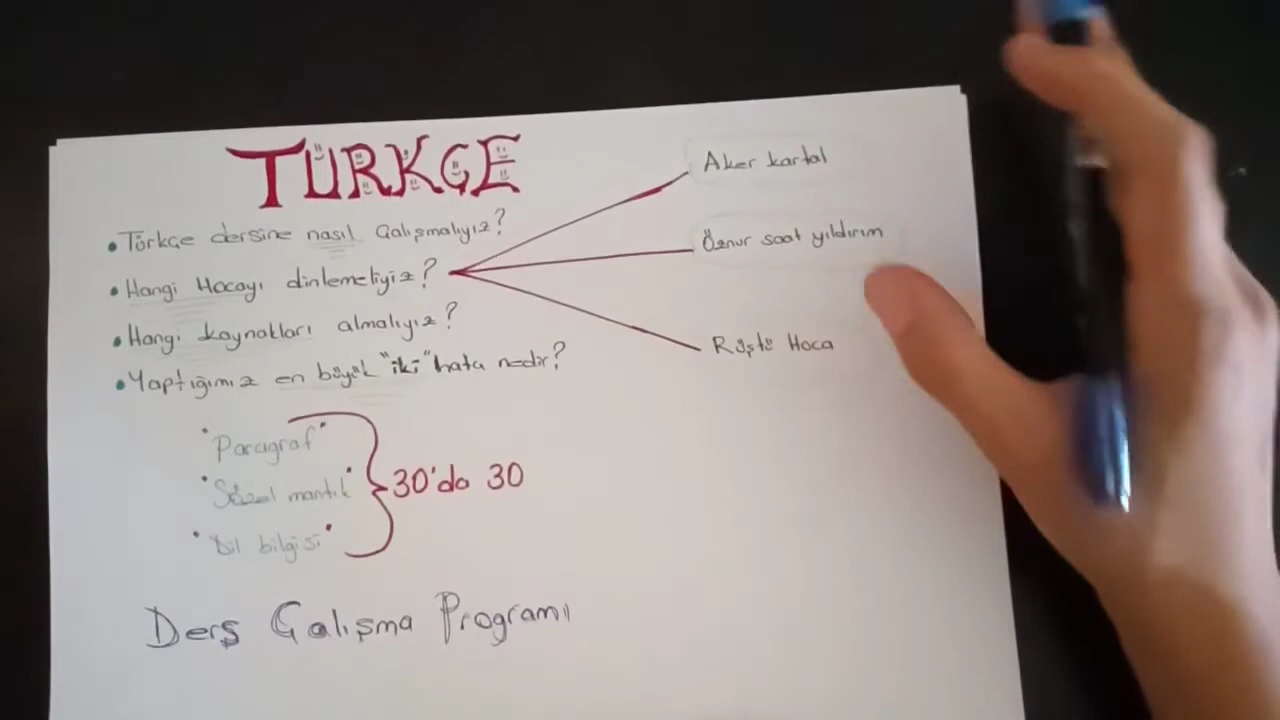 TÜRKÇE
• Türkçe dersine nasıl Çalışmalıyız?
• Hangi Hocayı dinlemeliyiz?
• Hangi kaynakları almalıyız?
• Yaptığımız en büyük "iki" hata nedir?
Aker kartal
Öznur saat yıldırım
Rüştü Hoca
"Paragraf"
"Sözel mantık"
"Dil bilgisi"
30'da 30
Ders Çalışma Programı